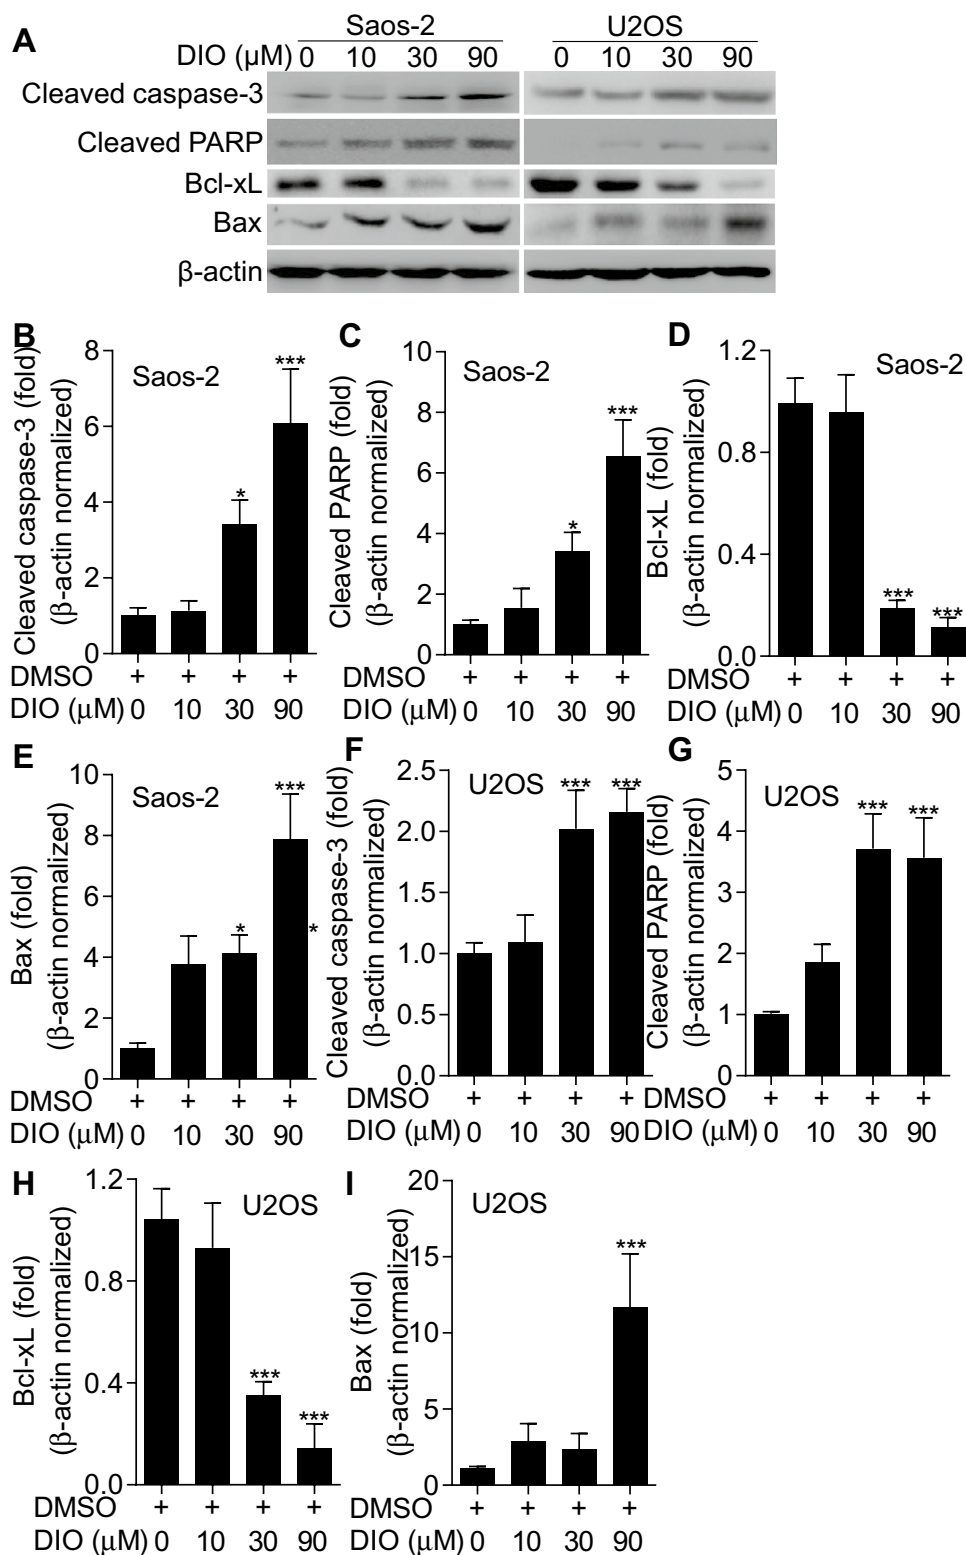 A
Saos-2 U2OS
DIO (μM) 0 10 30 90 0 10 30 90
Cleaved caspase-3
Cleaved PARP
Bcl-xL
Bax
β-actin
B
Cleaved caspase-3 (fold)
(β-actin normalized)
Saos-2
8
6
4
2
0
* ***
DMSO + + + +
DIO (μM) 0 10 30 90
C
Cleaved PARP (fold)
(β-actin normalized)
Saos-2
10
8
6
4
2
0
* ***
+ + + +
DIO (μM) 0 10 30 90
D
Bcl-xL (fold)
(β-actin normalized)
Saos-2
1.2
0.8
0.4
0.0
*** ***
DMSO + + + +
DIO (μM) 0 10 30 90
E
Bax (fold)
(β-actin normalized)
Saos-2
10
8
6
4
2
0
* ***
*
DMSO + + + +
DIO (μM) 0 10 30 90
F
Cleaved caspase-3 (fold)
(β-actin normalized)
U2OS
2.5
2.0
1.5
1.0
0.5
0.0
*** ***
DMSO + + + +
DIO (μM) 0 10 30 90
G
Cleaved PARP (fold)
(β-actin normalized)
U2OS
5
4
3
2
1
0
*** ***
DMSO + + + +
DIO (μM) 0 10 30 90
H
Bcl-xL (fold)
(β-actin normalized)
U2OS
1.2
0.8
0.4
0.0
*** ***
DMSO + + + +
DIO (μM) 0 10 30 90
I
Bax (fold)
(β-actin normalized)
U2OS
20
15
10
5
0
***
DMSO + + + +
DIO (μM) 0 10 30 90